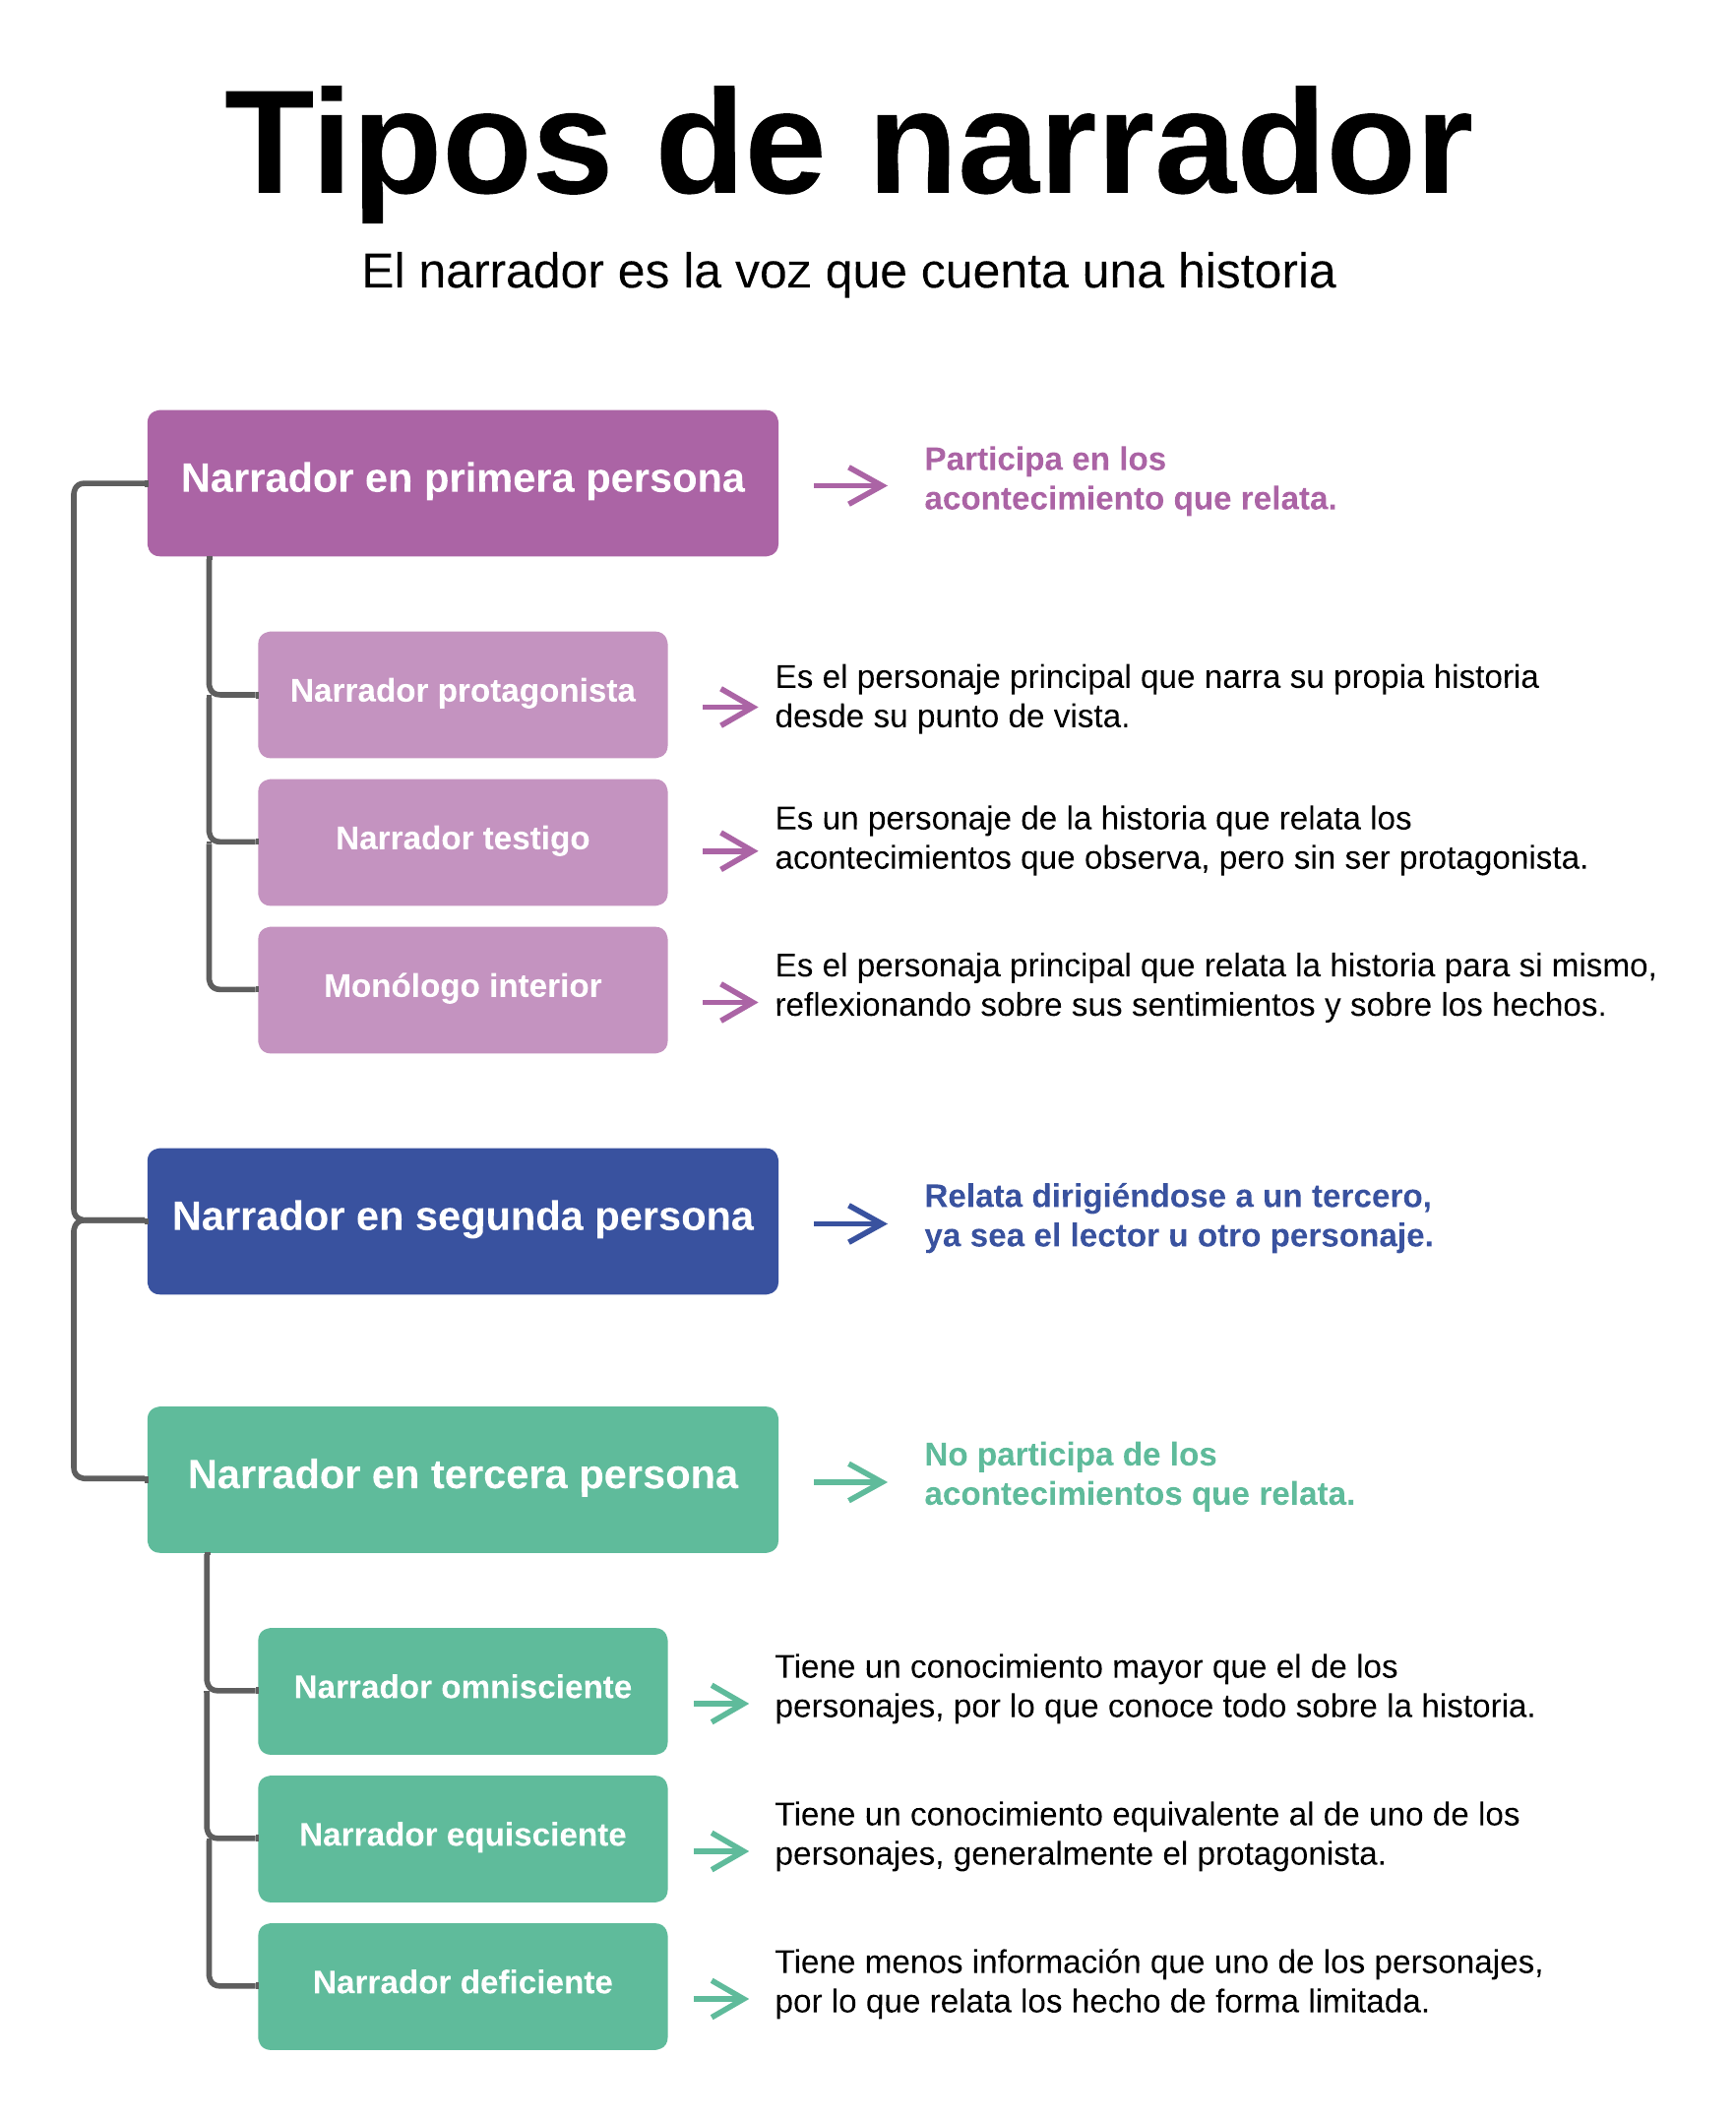 Tipos de narrador
El narrador es la voz que cuenta una historia
Narrador en primera persona
Participa en los
acontecimiento que relata.
Narrador protagonista
Es el personaje principal que narra su propia historia
desde su punto de vista.
Narrador testigo
Es un personaje de la historia que relata los
acontecimientos que observa, pero sin ser protagonista.
Monólogo interior
Es el personaja principal que relata la historia para si mismo,
reflexionando sobre sus sentimientos y sobre los hechos.
Narrador en segunda persona
Relata dirigiéndose a un tercero,
ya sea el lector u otro personaje.
Narrador en tercera persona
No participa de los
acontecimientos que relata.
Narrador omnisciente
Tiene un conocimiento mayor que el de los
personajes, por lo que conoce todo sobre la historia.
Narrador equisciente
Tiene un conocimiento equivalente al de uno de los
personajes, generalmente el protagonista.
Narrador deficiente
Tiene menos información que uno de los personajes,
por lo que relata los hecho de forma limitada.